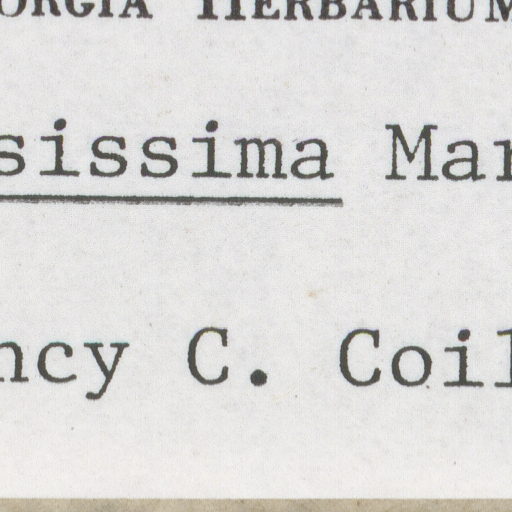 ORGIA HERBARIUM
sissima Mar
ncy C. Coil